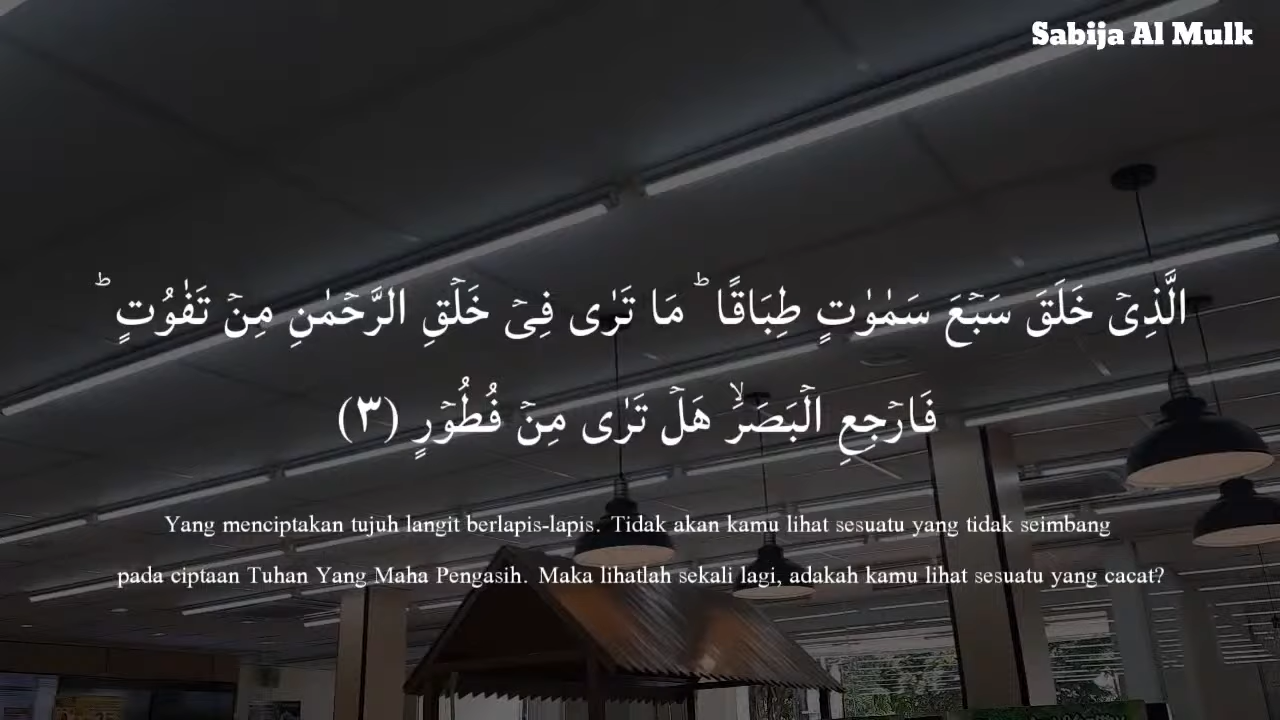 Sabija Al Mulk
الَّذِىۡ خَلَقَ سَبۡعَ سَمٰوٰتٍ طِبَاقًا ؕ مَا تَرٰى فِىۡ خَلۡقِ الرَّحۡمٰنِ مِنۡ تَفٰوُتٍ ؕ
فَارۡجِعِ الۡبَصَرَۙ هَلۡ تَرٰى مِنۡ فُطُوۡرٍ (٣)
Yang menciptakan tujuh langit berlapis-lapis. Tidak akan kamu lihat sesuatu yang tidak seimbang
pada ciptaan Tuhan Yang Maha Pengasih. Maka lihatlah sekali lagi, adakah kamu lihat sesuatu yang cacat?